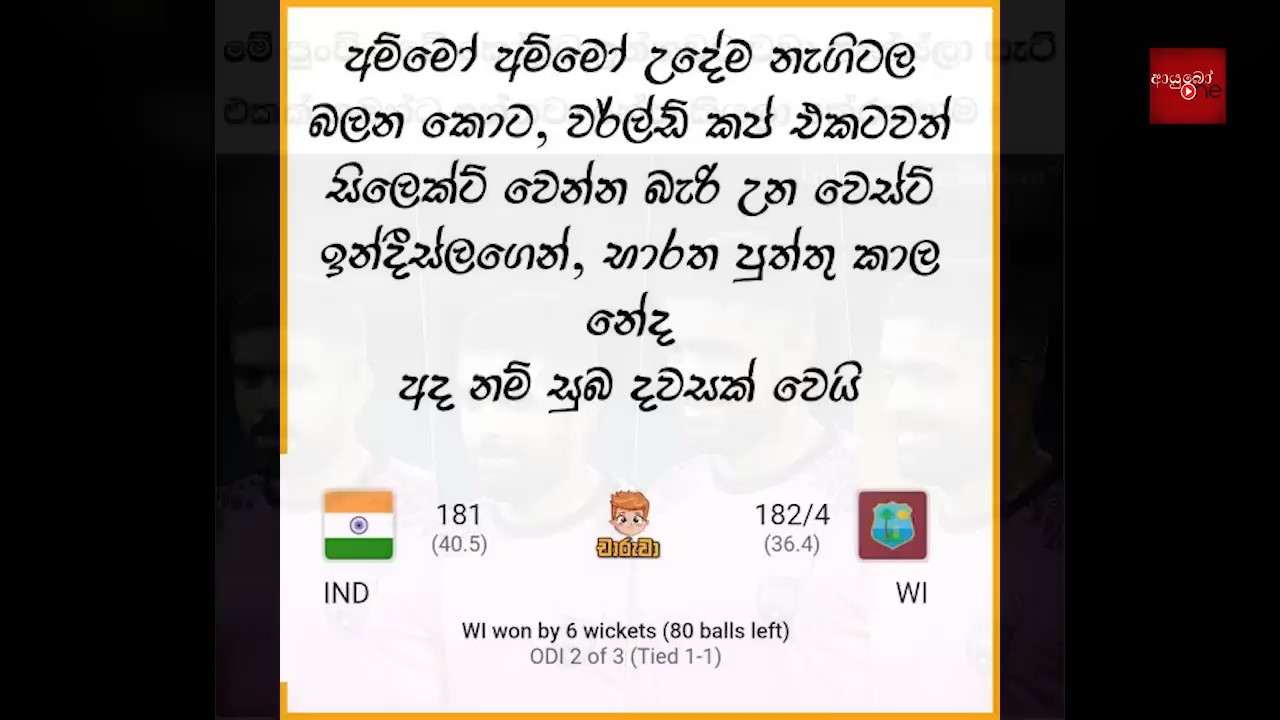 අම්මෝ අම්මෝ උදේම නැගිටල
බලන කොට, වර්ල්ඩ් කප් එකටවත්
සිලෙක්ට් වෙන්න බැරි උන වෙස්ට්
ඉන්දීස්ලගෙන්, භාරත පුත්තු කාල
නේද
අද නම් සුබ දවසක් වෙයි
181
(40.5)
IND
චාරුවා
182/4
(36.4)
WI
WI won by 6 wickets (80 balls left)
ODI 2 of 3 (Tied 1-1)
ආයුබෝ
One